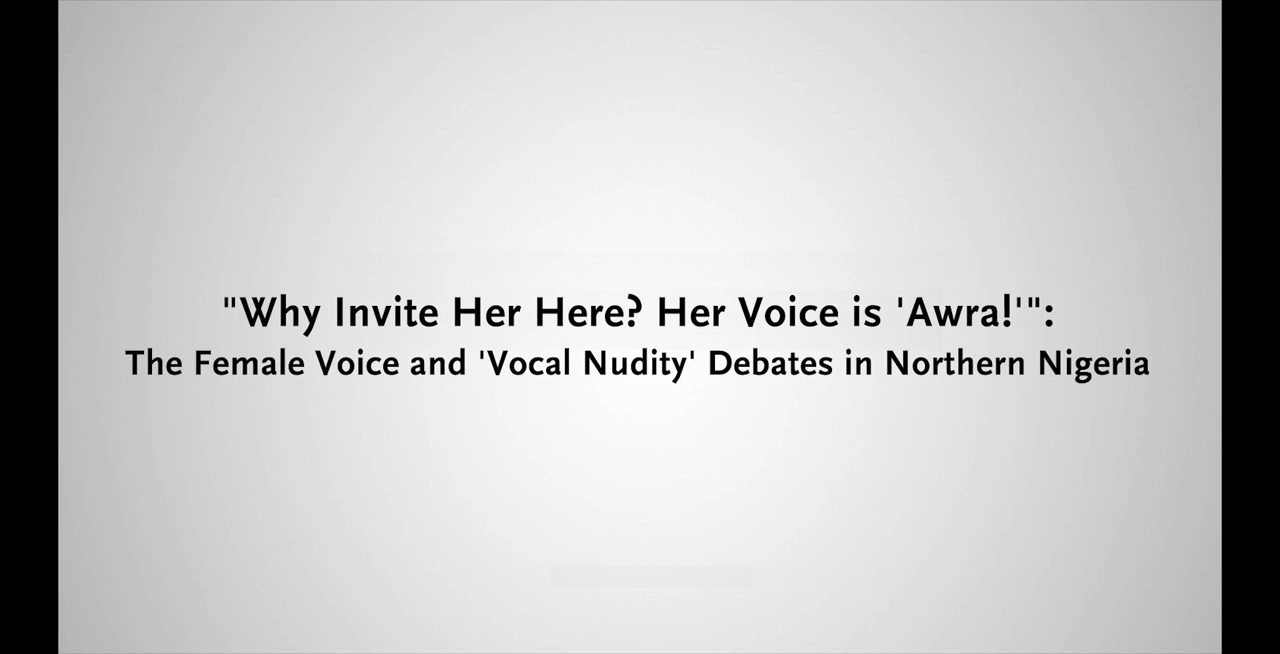 "Why Invite Her Here? Her Voice is 'Awra!'":
The Female Voice and 'Vocal Nudity' Debates in Northern Nigeria